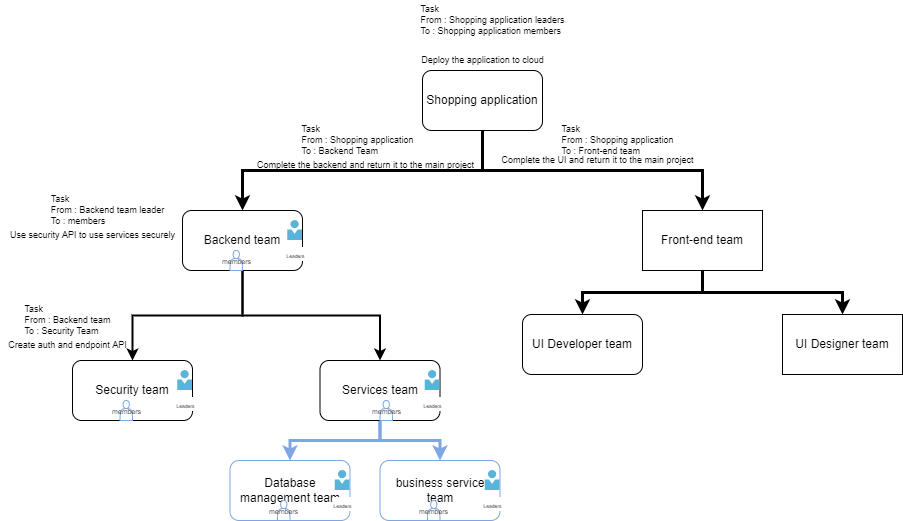 Task
From : Shopping application leaders
To : Shopping application members
Deploy the application to cloud
Shopping application
Task
From : Shopping application
To : Backend Team
Complete the backend and return it to the main project
Task
From : Shopping application
To : Front-end team
Complete the UI and return it to the main project
Task
From : Backend team leader
To : members
Use security API to use services securely
Backend team
Leaders
members
Front-end team
Task
From : Backend team
To : Security Team
Create auth and endpoint API
UI Developer team
UI Designer team
Security team
Leaders
members
Services team
Leaders
members
Database
management team
Leaders
members
business service
team
Leaders
members